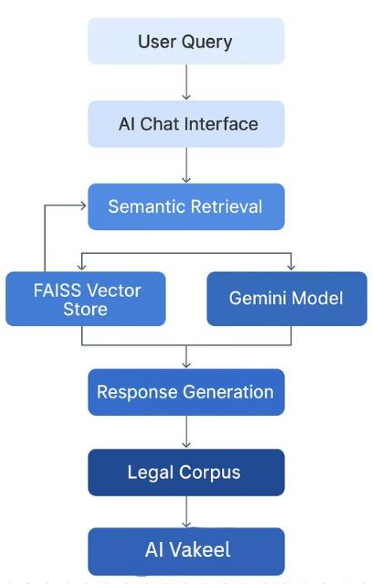 User Query
AI Chat Interface
Semantic Retrieval
FAISS Vector
Store
Gemini Model
Response Generation
Legal Corpus
AI Vakeel